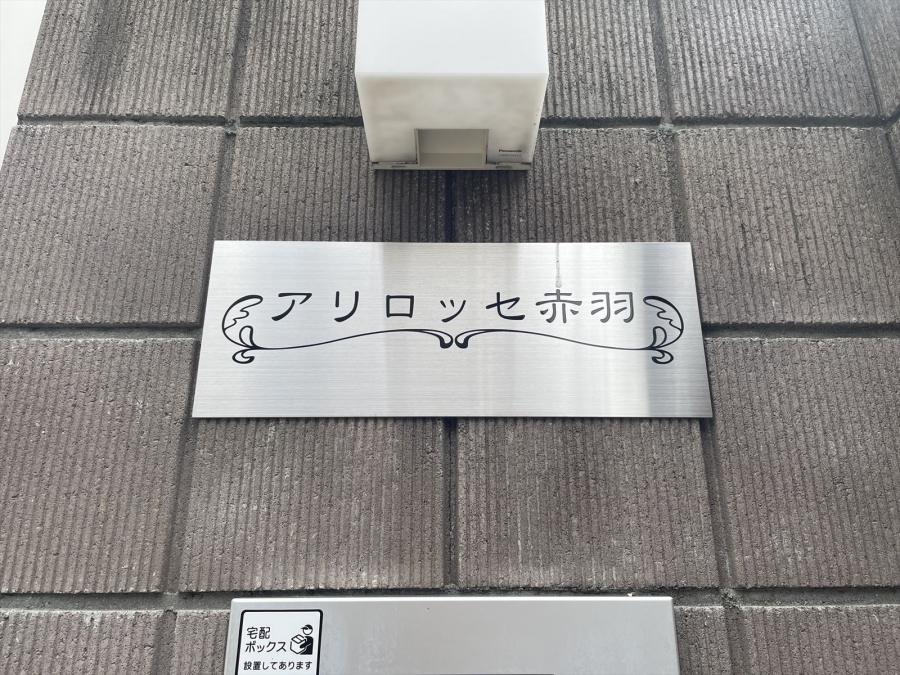 Panasonic
アリロッセ赤羽
宅配
ボックス
設置してあります